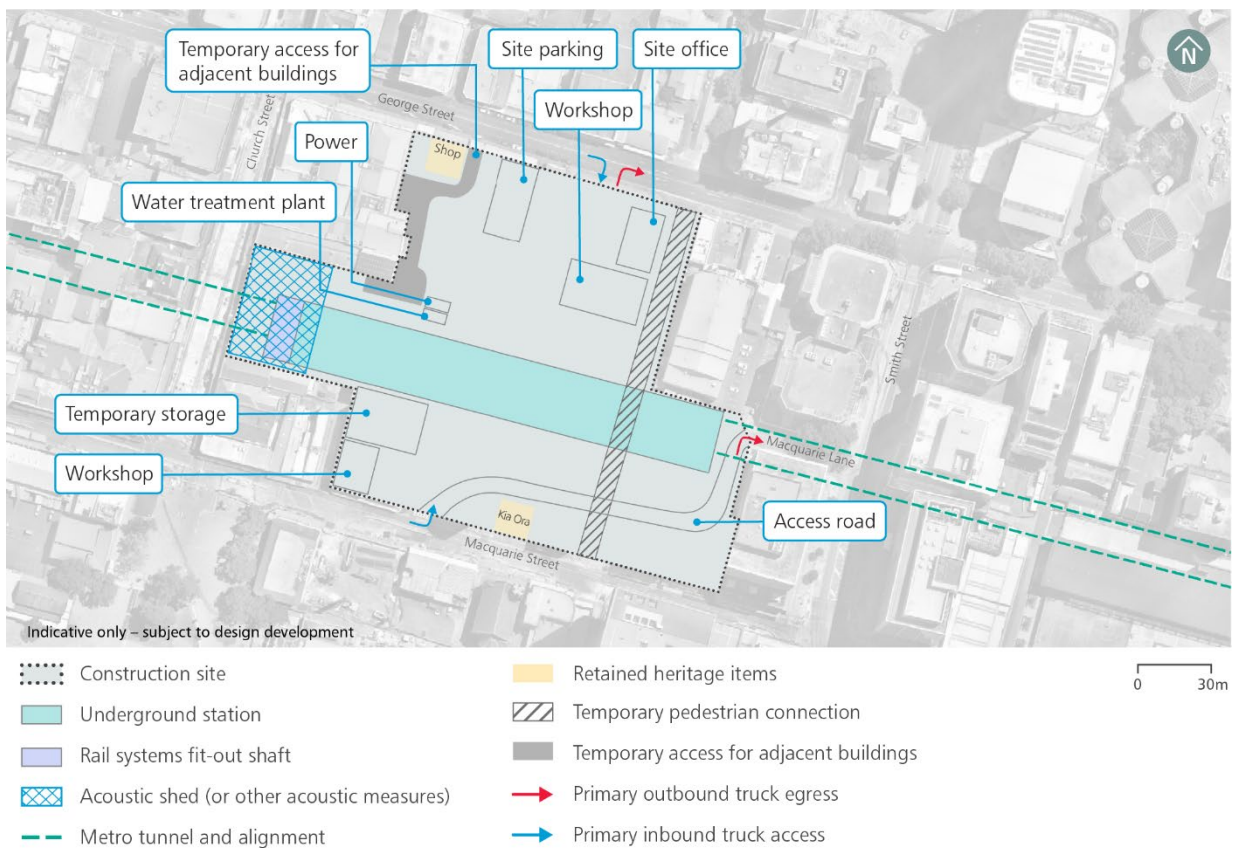 Temporary access for
adjacent buildings
Site parking
Site office
N
Workshop
George Street
Church Street
Power
Shop
Water treatment plant
Smith Street
Temporary storage
Macquarie Lane
Workshop
Kia Ora
Access road
Macquarie Street
Indicative only – subject to design development
Construction site
Underground station
Rail systems fit-out shaft
Acoustic shed (or other acoustic measures)
Metro tunnel and alignment
Retained heritage items
Temporary pedestrian connection
Temporary access for adjacent buildings
Primary outbound truck egress
Primary inbound truck access
0 30m